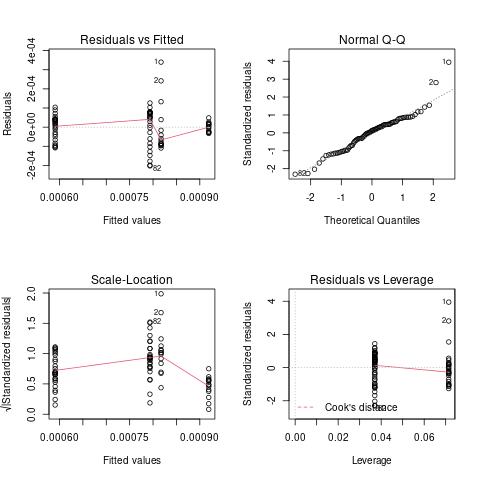 Residuals vs Fitted
Residuals
-2e-04 0e+00 2e-04 4e-04
1
2
82
0.00060 0.00075 0.00090
Fitted values
Normal Q-Q
Standardized residuals
-2 -1 0 1 2 3 4
1
2
82
-2 -1 0 1 2
Theoretical Quantiles
Scale-Location
√|Standardized residuals|
0.0 0.5 1.0 1.5 2.0
1
2
82
0.00060 0.00075 0.00090
Fitted values
Residuals vs Leverage
Standardized residuals
-2 0 2 4
1
2
Cook's distance
0.00 0.02 0.04 0.06
Leverage